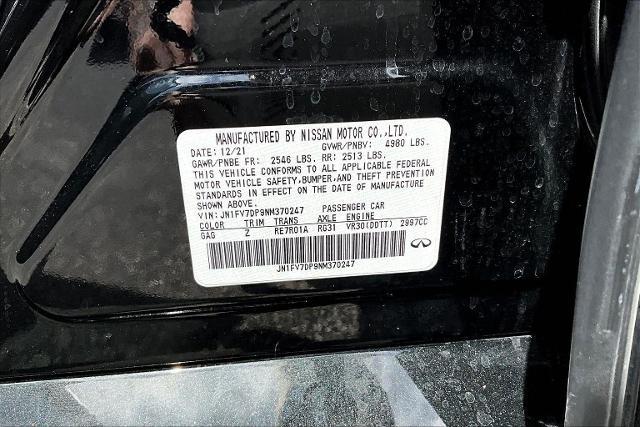 MANUFACTURED BY NISSAN MOTOR CO.,LTD.
DATE: 12/21 GVWR/PNBV: 4980 LBS.
GAWR/PNBE FR: 2546 LBS. RR: 2513 LBS.
THIS VEHICLE CONFORMS TO ALL APPLICABLE FEDERAL
MOTOR VEHICLE SAFETY, BUMPER, AND THEFT PREVENTION
STANDARDS IN EFFECT ON THE DATE OF MANUFACTURE
SHOWN ABOVE.
VIN: JN1FV7DP9NM370247 PASSENGER CAR
COLOR TRIM TRANS AXLE ENGINE
GAG Z RE7R01A RG31 VR30(DDTT) 2997CC
JN1FV7DP9NM370247